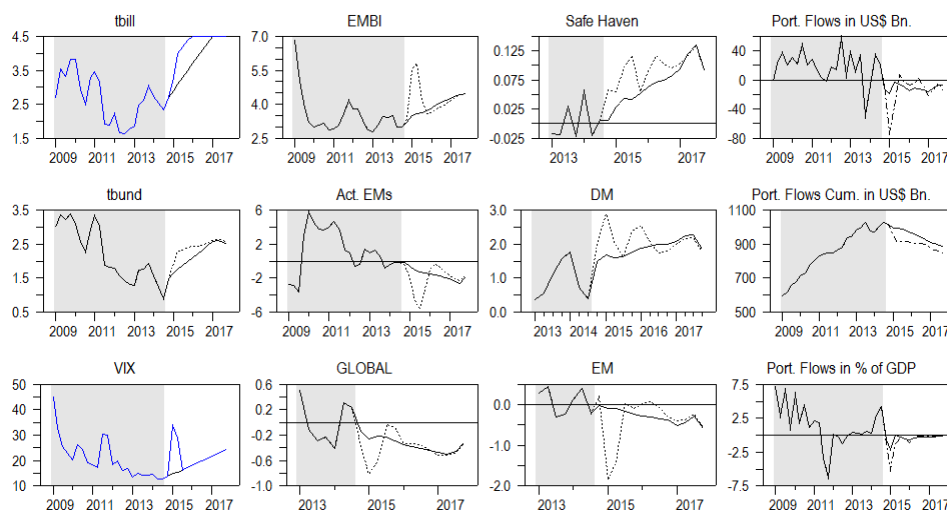 tbill
EMBI
Safe Haven
Port. Flows in US$ Bn.
4.5
3.5
2.5
1.5
2009 2011 2013 2015 2017
7.0
5.5
4.0
2.5
2009 2011 2013 2015 2017
0.125
0.075
0.025
-0.025
2013 2015 2017
40
0
-40
-80
2009 2011 2013 2015 2017
tbund
Act. EMs
DM
Port. Flows Cum. in US$ Bn.
3.5
2.5
1.5
0.5
2009 2011 2013 2015 2017
6
2
-2
-6
2009 2011 2013 2015 2017
3.0
2.0
1.0
0.0
2013 2014 2015 2016 2017
1100
900
700
500
2009 2011 2013 2015 2017
VIX
GLOBAL
EM
Port. Flows in % of GDP
50
40
30
20
10
2009 2011 2013 2015 2017
0.6
0.2
-0.2
-0.6
-1.0
2013 2015 2017
0.0
-1.0
-2.0
2013 2015 2017
7.5
2.5
-2.5
-7.5
2009 2011 2013 2015 2017